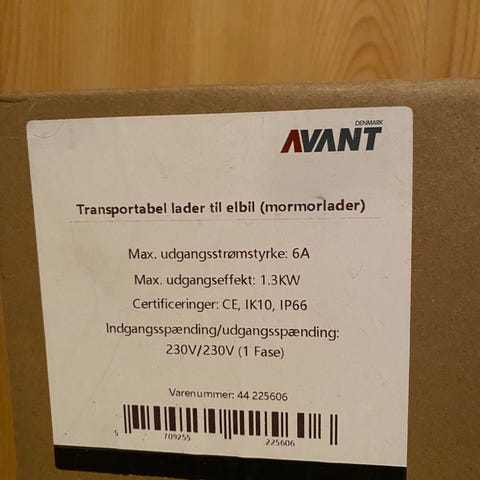 DENMARK
AVANT
Transportabel lader til elbil (mormorlader)
Max. udgangsstrømstyrke: 6A
Max. udgangseffekt: 1.3KW
Certificeringer: CE, IK10, IP66
Indgangsspænding/udgangsspænding:
230V/230V (1 Fase)
Varenummer: 44 225606
5 709255 225606